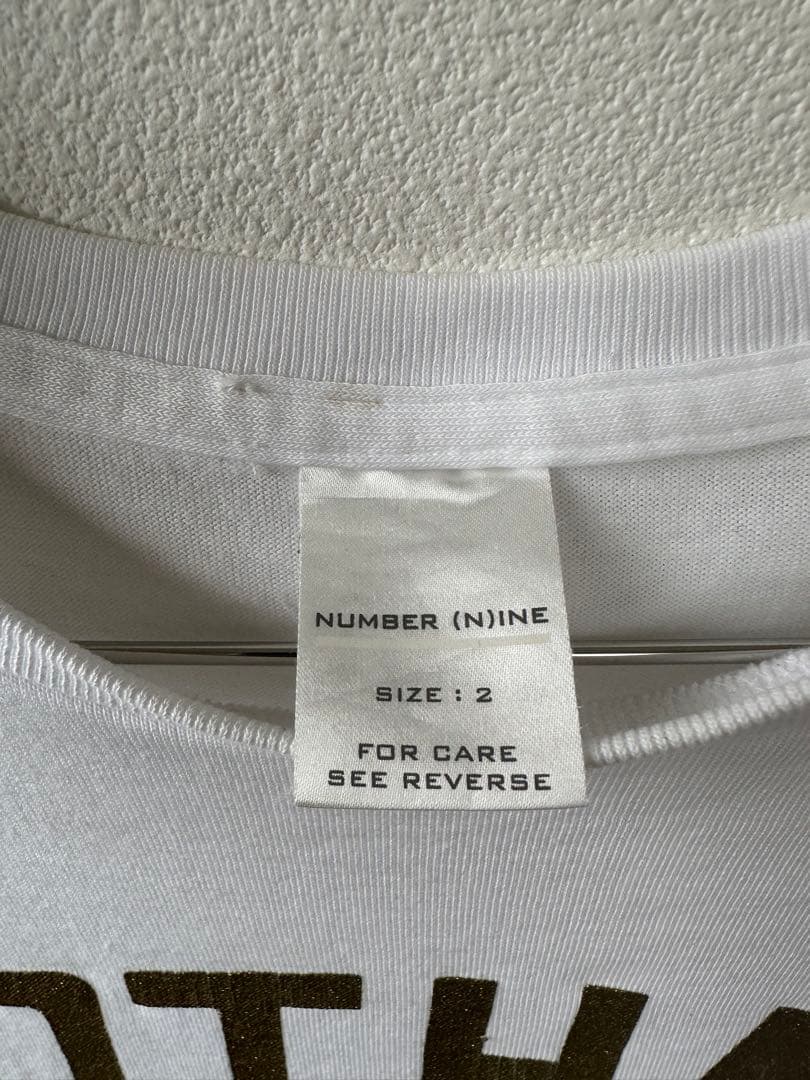 NUMBER (N)INE
SIZE : 2
FOR CARE
SEE REVERSE